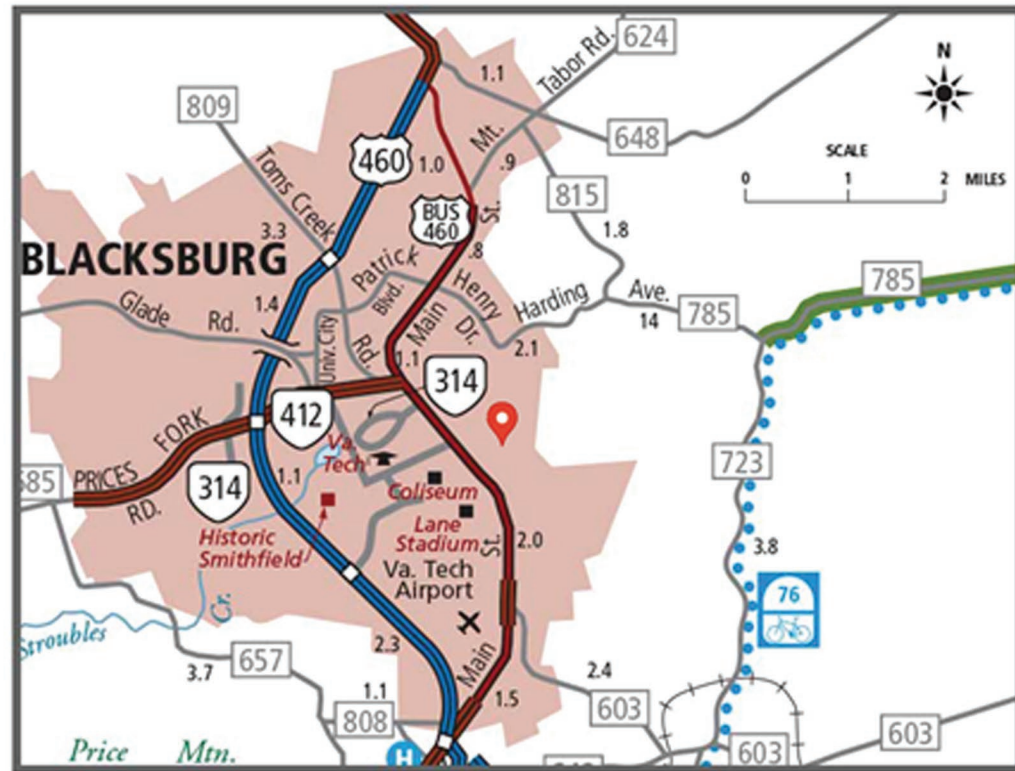 624
N
1.1
Tabor Rd.
809
648
SCALE
0 1 2 MILES
460
1.0
Mt.
.9
Toms Creek
BUS
460
St.
815
3.3
1.8
BLACKSBURG
.8
Patrick
785
1.4
Blvd.
Henry
Harding
Ave.
Glade
Rd.
Univ.City
Main
Dr.
14
785
Rd.
2.1
1.1
314
412
FORK
Va.
Tech
723
PRICES
RD.
314
1.1
Coliseum
Lane
Stadium
Historic
Smithfield
St.
2.0
3.8
Va. Tech
Airport
76
Cr.
Stroubles
2.3
Main
657
3.7
2.4
1.1
1.5
603
808
603
603
Price Mtn.
H